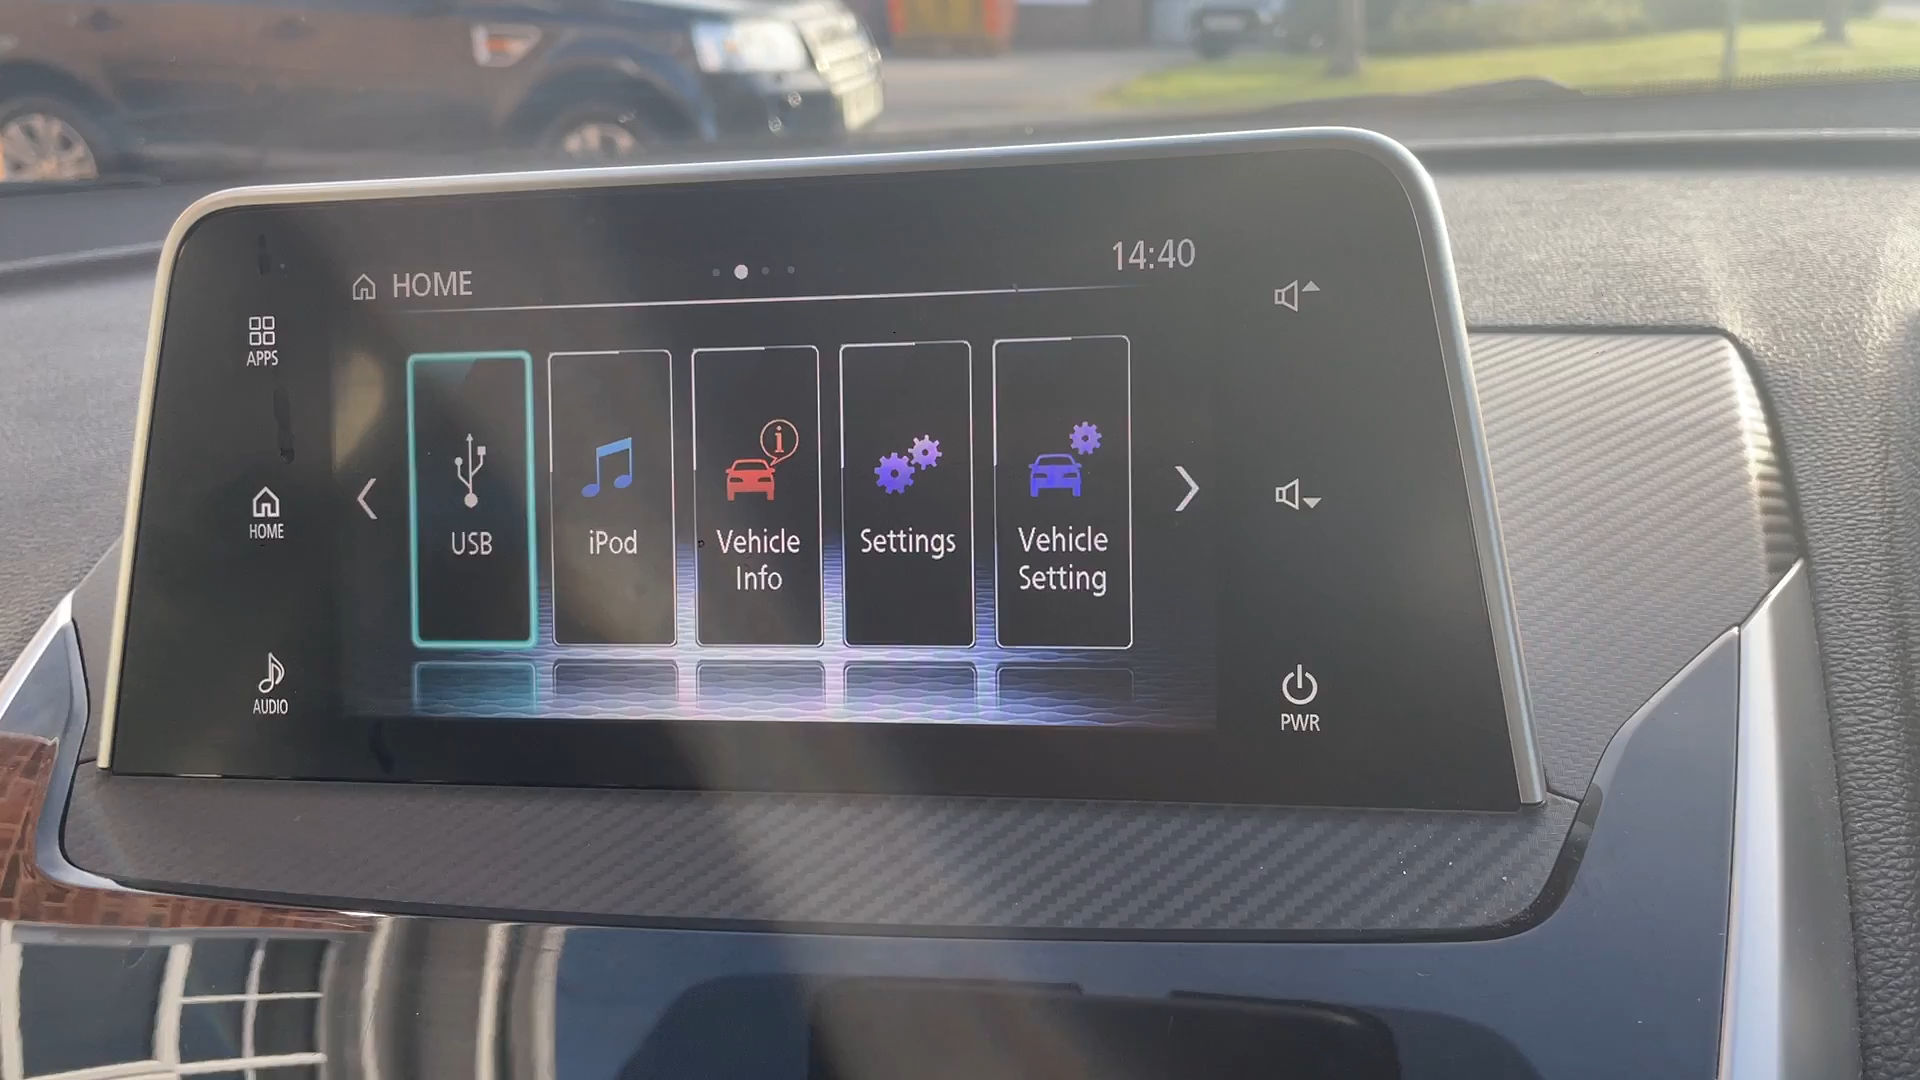 HOME
14:40
APPS
HOME
AUDIO
USB
iPod
Vehicle
Info
Settings
Vehicle
Setting
PWR